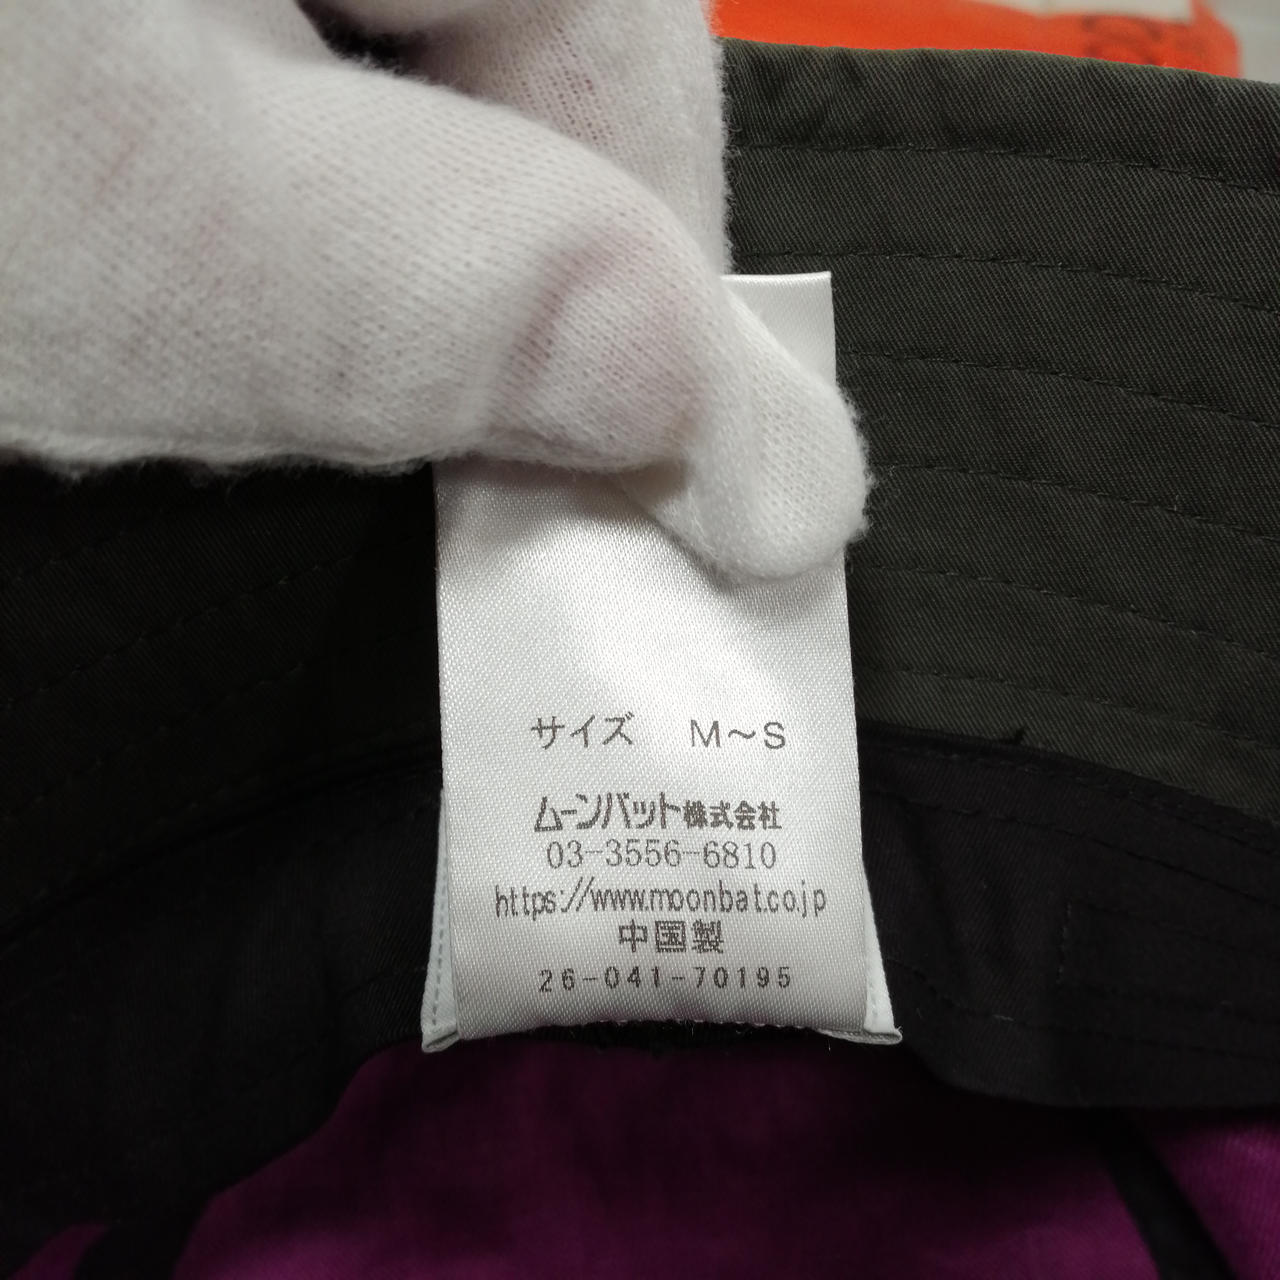 サイズ M〜S
ムーンバット株式会社
03-3556-6810
https://www.moonbat.co.jp
中国製
26-041-70195